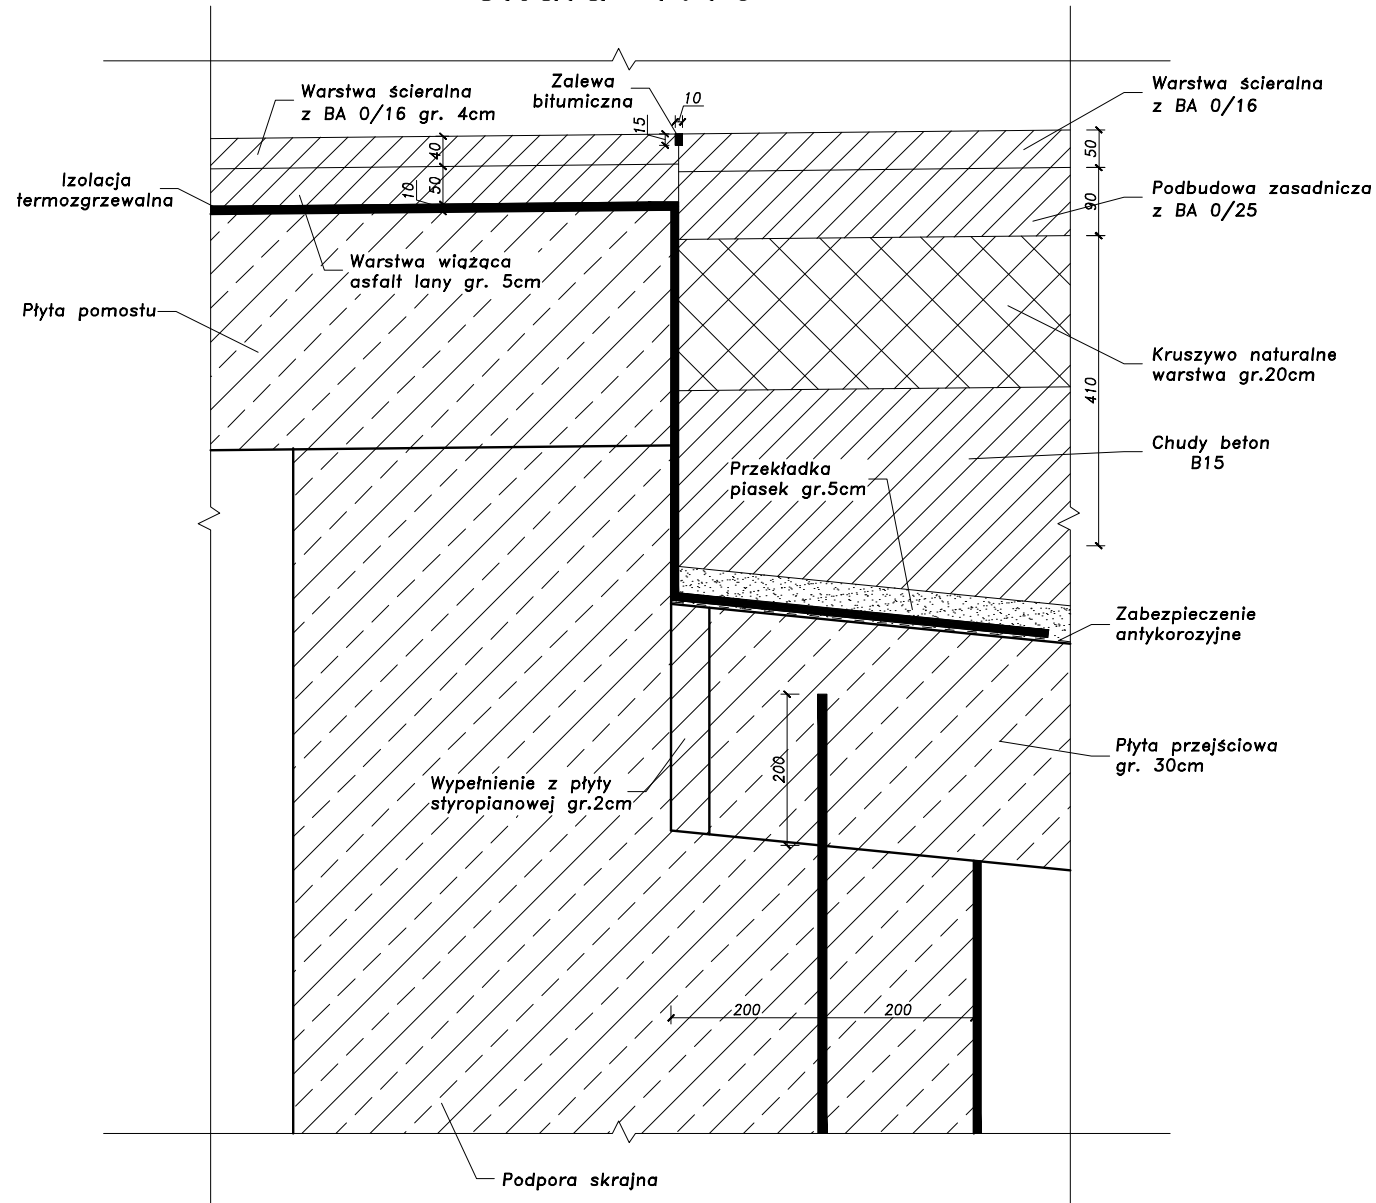 Warstwa ścieralna
z BA 0/16 gr. 4cm
Zalewa
bitumiczna
10
15
Warstwa ścieralna
z BA 0/16
40
50
Izolacja
termozgrzewalna
10
50
Podbudowa zasadnicza
z BA 0/25
90
Warstwa wiążąca
asfalt lany gr. 5cm
Płyta pomostu
Kruszywo naturalne
warstwa gr.20cm
410
Chudy beton
B15
Przekładka
piasek gr.5cm
Zabezpieczenie
antykorozyjne
Płyta przejściowa
gr. 30cm
200
Wypełnienie z płyty
styropianowej gr.2cm
200
200
Podpora skrajna